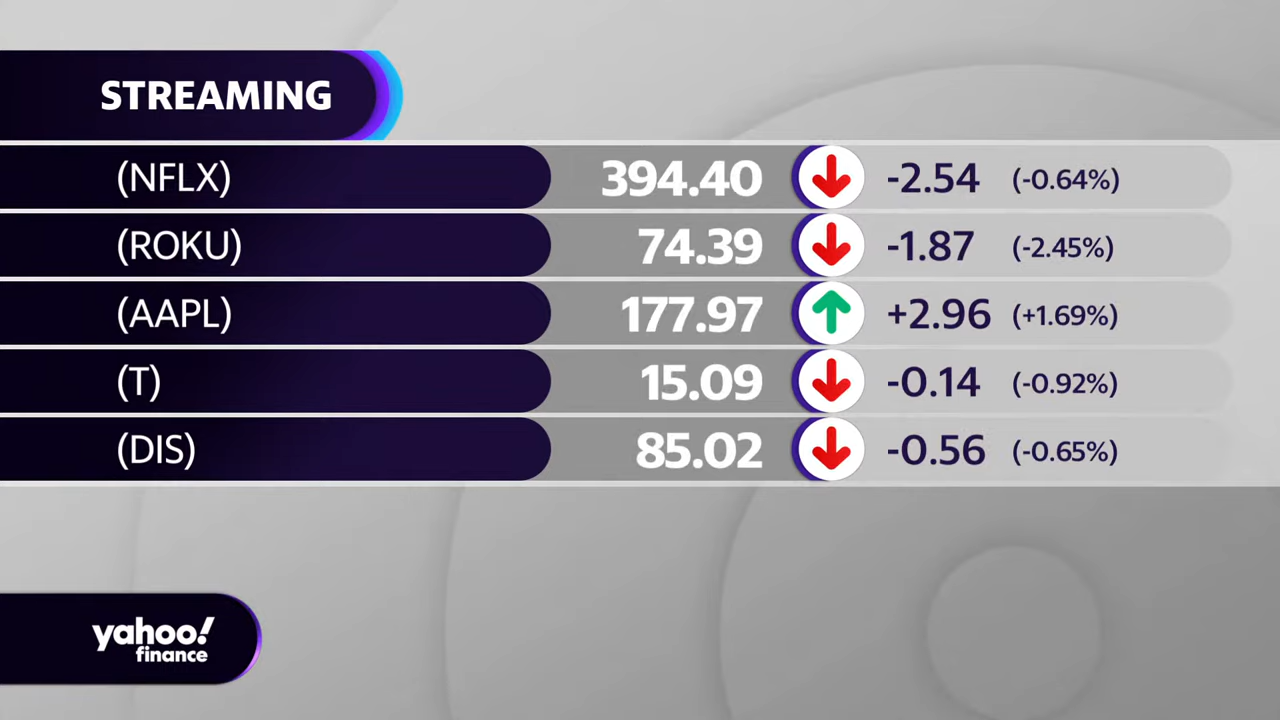 STREAMING
(NFLX) 394.40 -2.54 (-0.64%)
(ROKU) 74.39 -1.87 (-2.45%)
(AAPL) 177.97 +2.96 (+1.69%)
(T) 15.09 -0.14 (-0.92%)
(DIS) 85.02 -0.56 (-0.65%)
yahoo!
finance